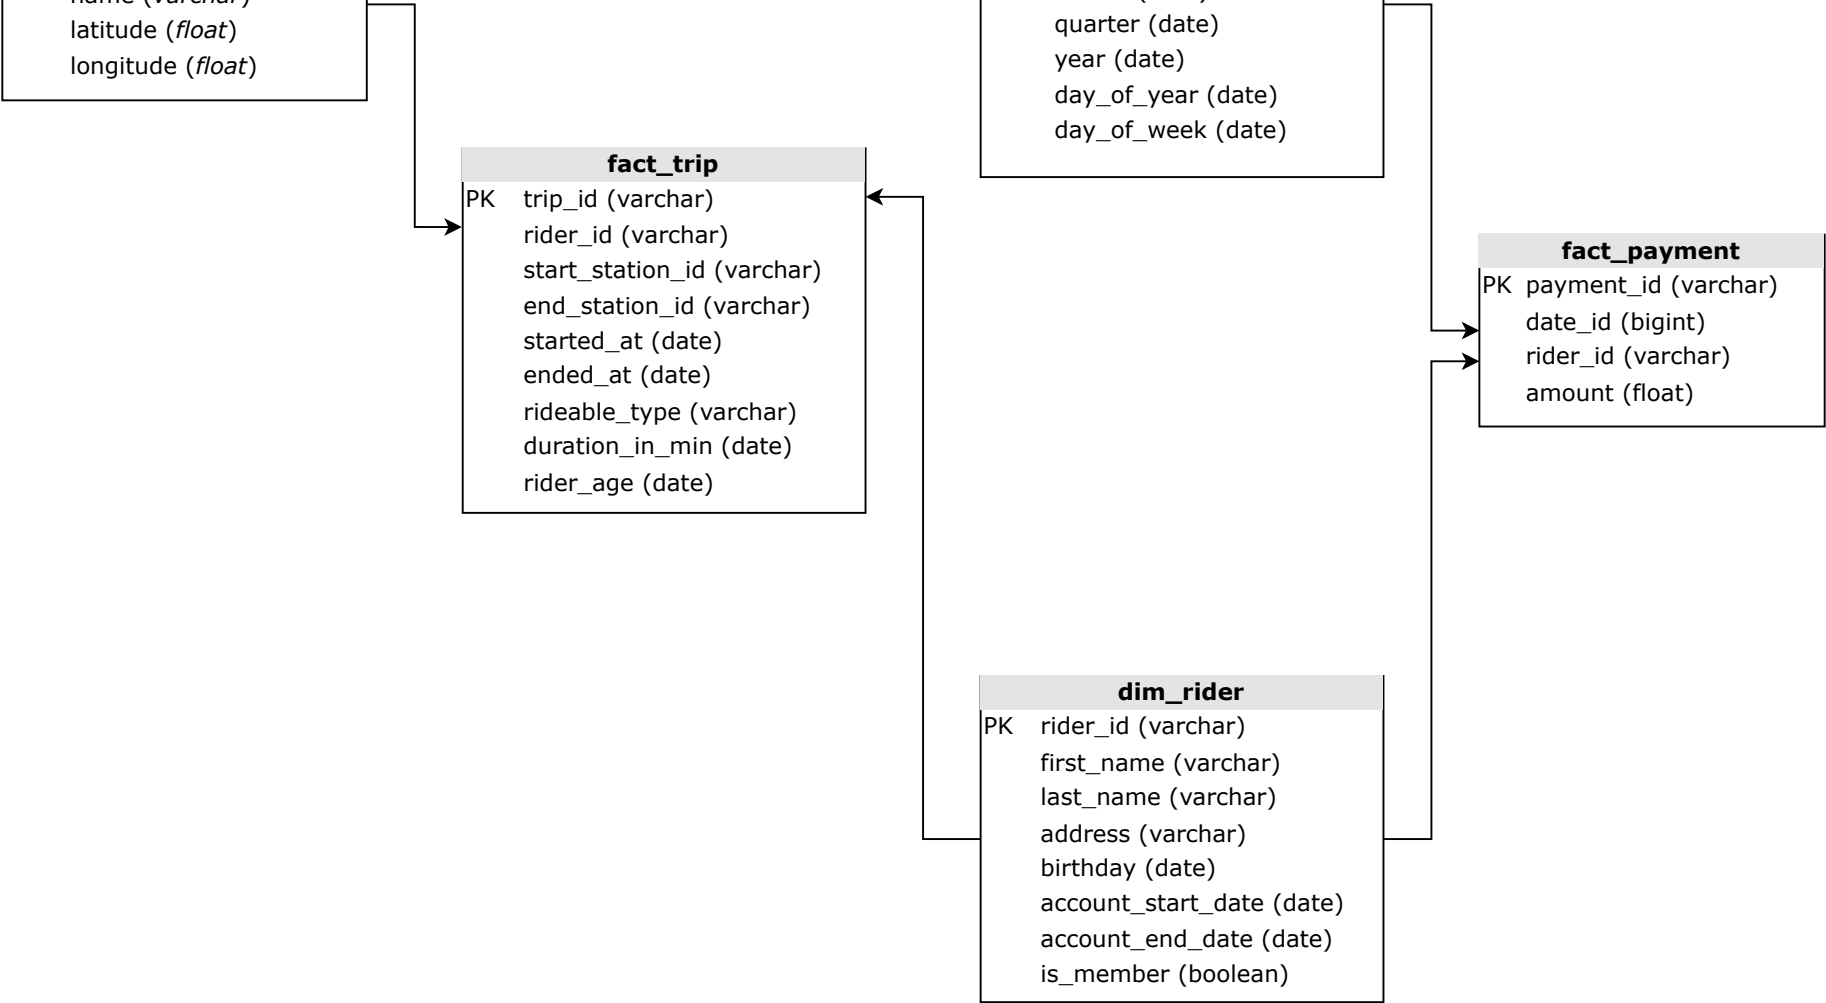 name (varchar)
latitude (float)
longitude (float)
quarter (date)
year (date)
day_of_year (date)
day_of_week (date)
fact_trip
PK trip_id (varchar)
rider_id (varchar)
start_station_id (varchar)
end_station_id (varchar)
started_at (date)
ended_at (date)
rideable_type (varchar)
duration_in_min (date)
rider_age (date)
fact_payment
PK payment_id (varchar)
date_id (bigint)
rider_id (varchar)
amount (float)
dim_rider
PK rider_id (varchar)
first_name (varchar)
last_name (varchar)
address (varchar)
birthday (date)
account_start_date (date)
account_end_date (date)
is_member (boolean)